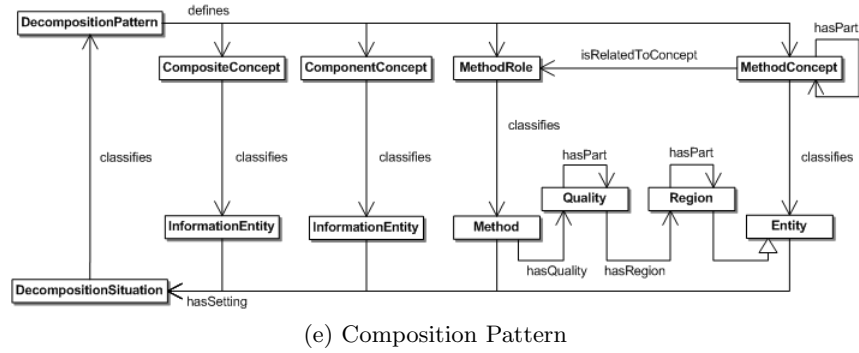 defines
DecompositionPattern
hasPart
isRelatedToConcept
CompositeConcept
ComponentConcept
MethodRole
MethodConcept
classifies
classifies
classifies
classifies
classifies
hasPart
hasPart
Quality
Region
InformationEntity
InformationEntity
Method
Entity
hasQuality
hasRegion
DecompositionSituation
hasSetting
(e) Composition Pattern